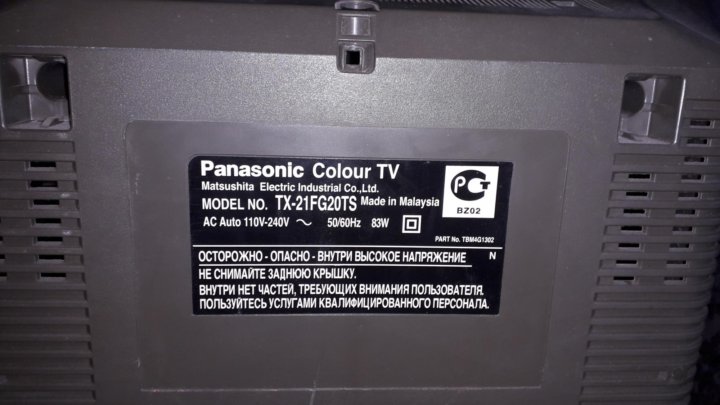 Panasonic Colour TV
Matsushita Electric Industrial Co.,Ltd.
MODEL NO. TX-21FG20TS Made in Malaysia
AC Auto 110V-240V ~ 50/60Hz 83W
РСТ
BZ02
PART No. TBM4G1302
ОСТОРОЖНО - ОПАСНО - ВНУТРИ ВЫСОКОЕ НАПРЯЖЕНИЕ N
НЕ СНИМАЙТЕ ЗАДНЮЮ КРЫШКУ.
ВНУТРИ НЕТ ЧАСТЕЙ, ТРЕБУЮЩИХ ВНИМАНИЯ ПОЛЬЗОВАТЕЛЯ.
ПОЛЬЗУЙТЕСЬ УСЛУГАМИ КВАЛИФИЦИРОВАННОГО ПЕРСОНАЛА.